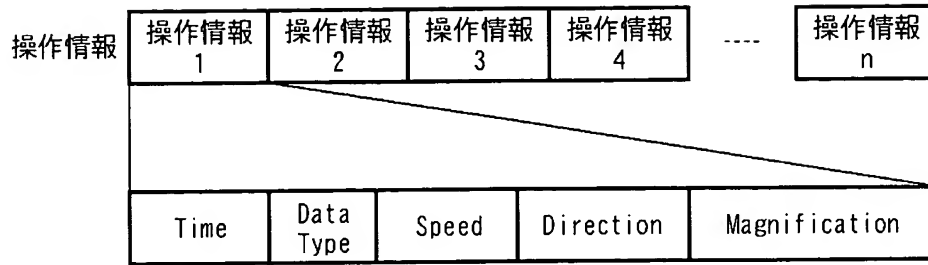 操作情報
操作情報 1
操作情報 2
操作情報 3
操作情報 4
----
操作情報 n
Time
Data Type
Speed
Direction
Magnification